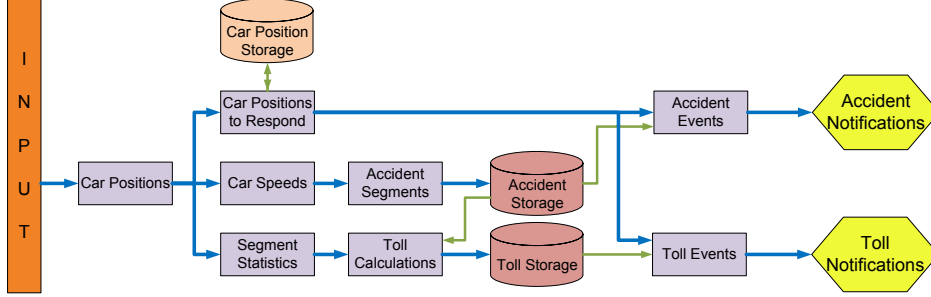 I
N
P
U
T
Car Position
Storage
Car Positions
to Respond
Accident
Events
Accident
Notifications
Car Positions
Car Speeds
Accident
Segments
Accident
Storage
Segment
Statistics
Toll
Calculations
Toll Storage
Toll Events
Toll
Notifications